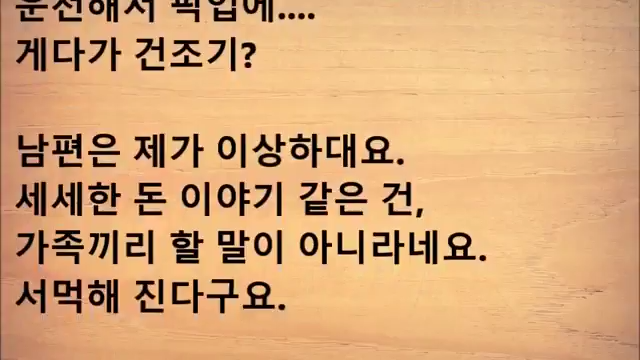 운전해서 픽업에....
게다가 건조기?
남편은 제가 이상하대요.
세세한 돈 이야기 같은 건,
가족끼리 할 말이 아니라네요.
서먹해 진다구요.